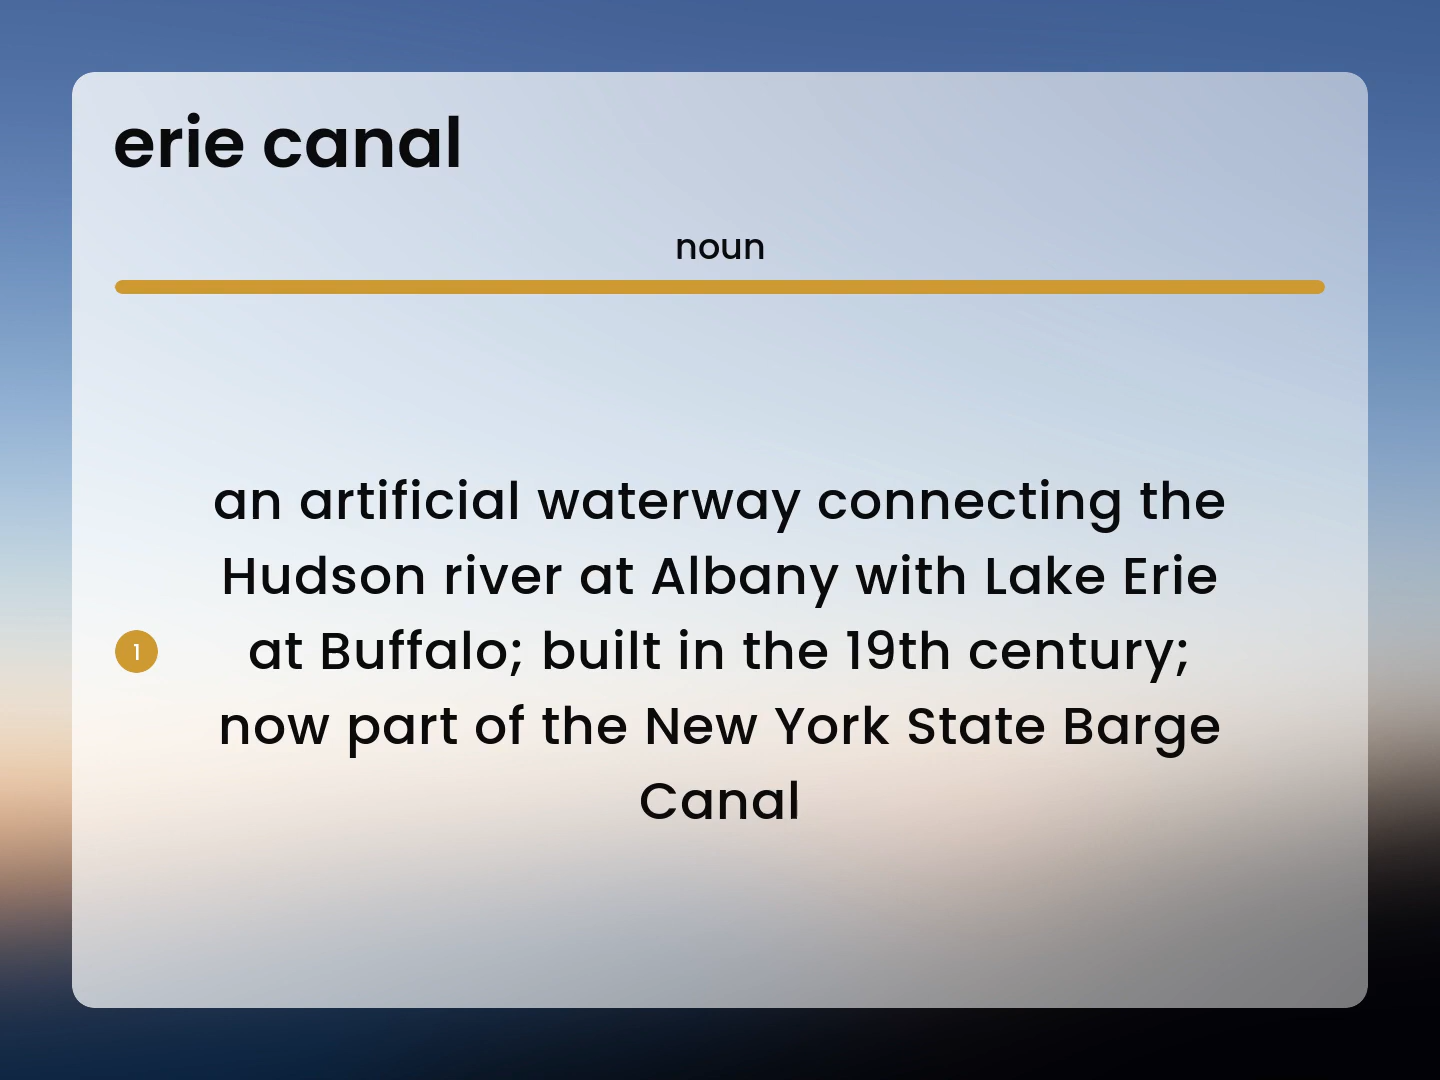 erie canal
noun
an artificial waterway connecting the
Hudson river at Albany with Lake Erie
1
at Buffalo; built in the 19th century;
now part of the New York State Barge
Canal